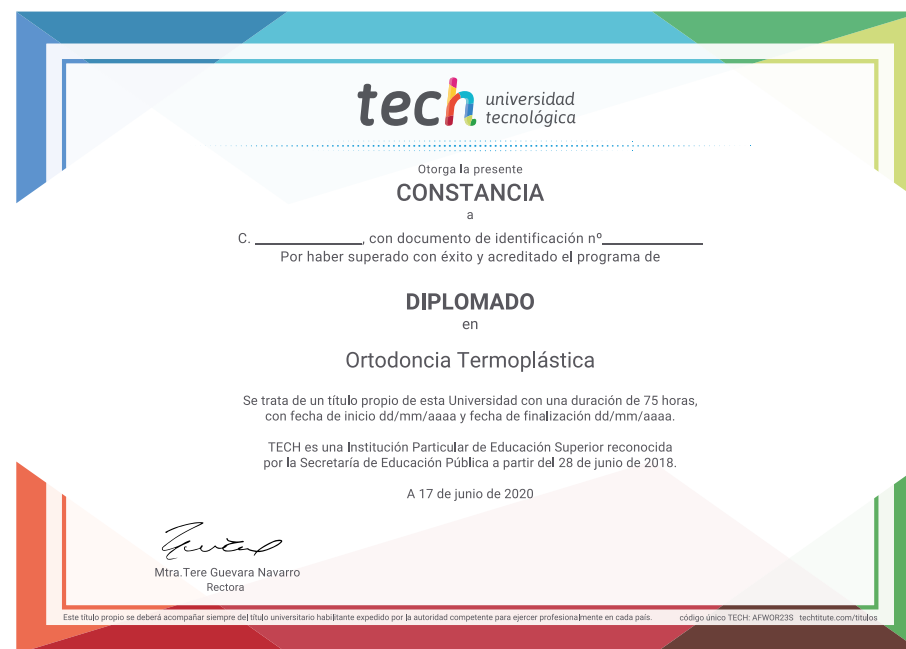 tech universidad
tecnológica
Otorga la presente
CONSTANCIA
a
C. ____________, con documento de identificación nº____________
Por haber superado con éxito y acreditado el programa de
DIPLOMADO
en
Ortodoncia Termoplástica
Se trata de un título propio de esta Universidad con una duración de 75 horas,
con fecha de inicio dd/mm/aaaa y fecha de finalización dd/mm/aaaa.
TECH es una Institución Particular de Educación Superior reconocida
por la Secretaría de Educación Pública a partir del 28 de junio de 2018.
A 17 de junio de 2020
Mtra.Tere Guevara Navarro
Rectora
Este título propio se deberá acompañar siempre del título universitario habilitante expedido por la autoridad competente para ejercer profesionalmente en cada país. código único TECH: AFWOR23S techtitute.com/titulos